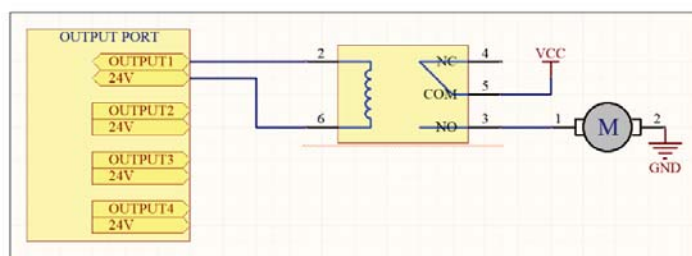 OUTPUT PORT
OUTPUT1
24V
OUTPUT2
24V
OUTPUT3
24V
OUTPUT4
24V
2
6
NC
4
COM
5
NO
3
VCC
1
M
2
GND